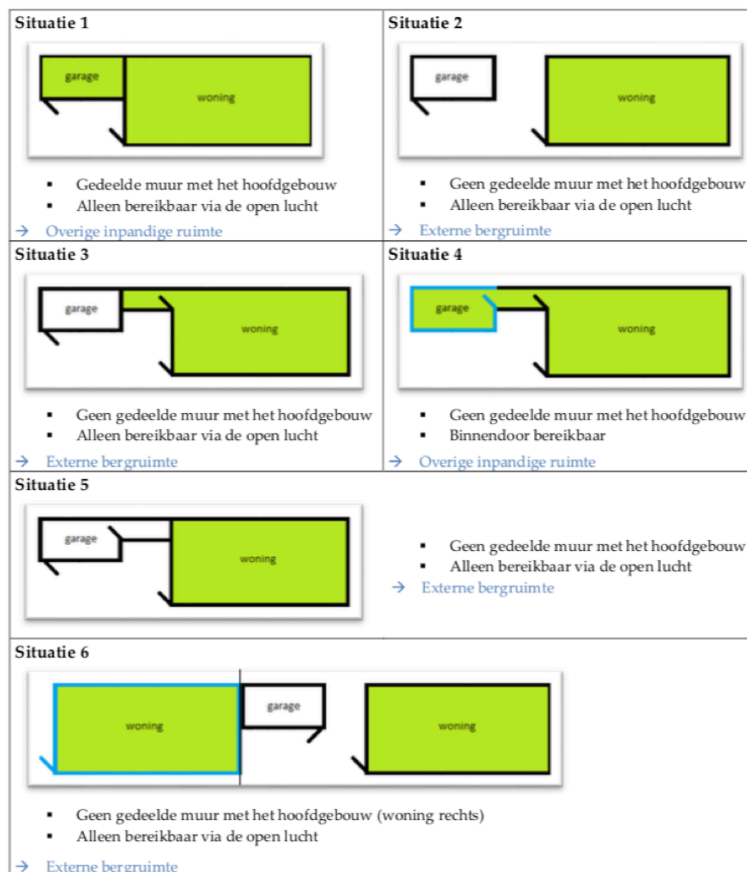 Situatie 1
garage
woning
▪ Gedeelde muur met het hoofdgebouw
▪ Alleen bereikbaar via de open lucht
→ Overige inpandige ruimte
Situatie 2
garage
woning
▪ Geen gedeelde muur met het hoofdgebouw
▪ Alleen bereikbaar via de open lucht
→ Externe bergruimte
Situatie 3
garage
woning
▪ Geen gedeelde muur met het hoofdgebouw
▪ Alleen bereikbaar via de open lucht
→ Externe bergruimte
Situatie 4
garage
woning
▪ Geen gedeelde muur met het hoofdgebouw
▪ Binnendoor bereikbaar
→ Overige inpandige ruimte
Situatie 5
garage
woning
▪ Geen gedeelde muur met het hoofdgebouw
▪ Alleen bereikbaar via de open lucht
→ Externe bergruimte
Situatie 6
woning
garage
woning
▪ Geen gedeelde muur met het hoofdgebouw (woning rechts)
▪ Alleen bereikbaar via de open lucht
→ Externe bergruimte